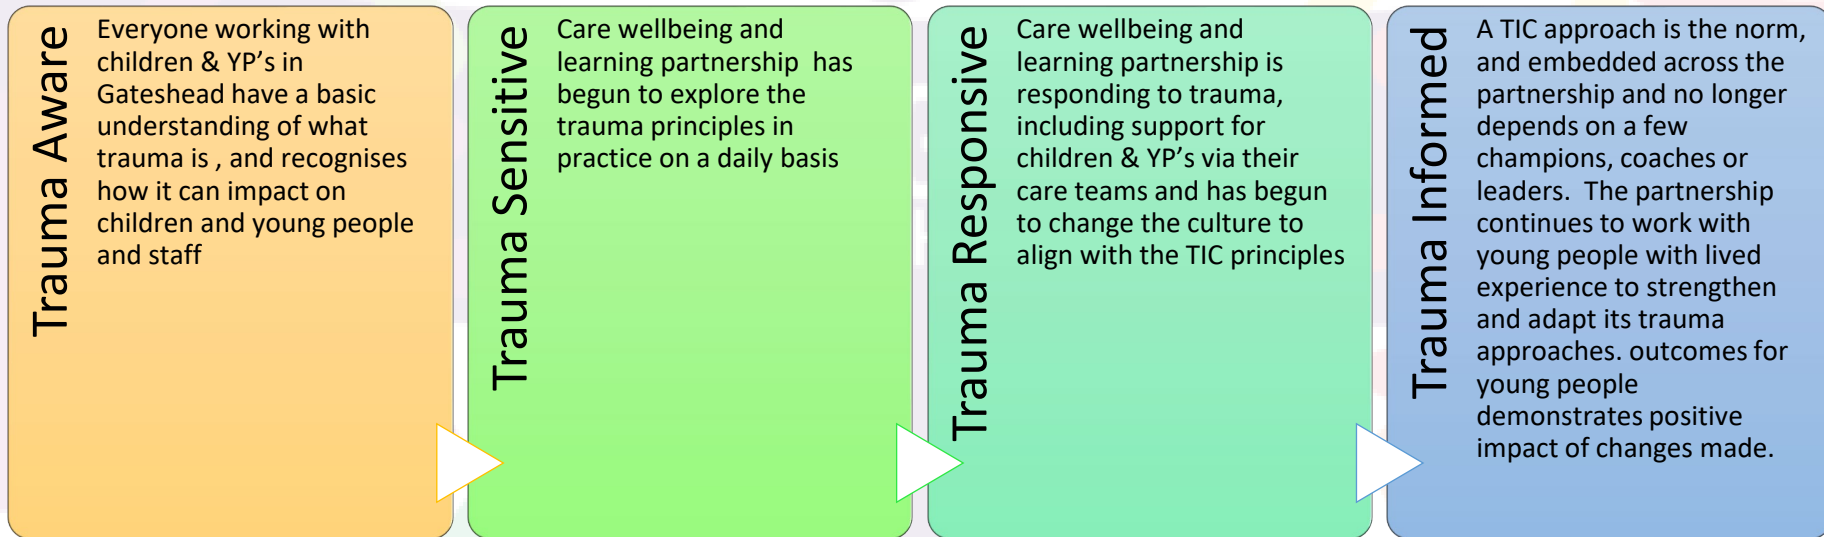 Trauma Aware
Everyone working with
children & YP's in
Gateshead have a basic
understanding of what
trauma is , and recognises
how it can impact on
children and young people
and staff
Trauma Sensitive
Care wellbeing and
learning partnership  has
begun to explore the
trauma principles in
practice on a daily basis
Trauma Responsive
Care wellbeing and
learning partnership is
responding to trauma,
including support for
children & YP's via their
care teams and has begun
to change the culture to
align with the TIC principles
Trauma Informed
A TIC approach is the norm,
and embedded across the
partnership and no longer
depends on a few
champions, coaches or
leaders.  The partnership
continues to work with
young people with lived
experience to strengthen
and adapt its trauma
approaches. outcomes for
young people
demonstrates positive
impact of changes made.